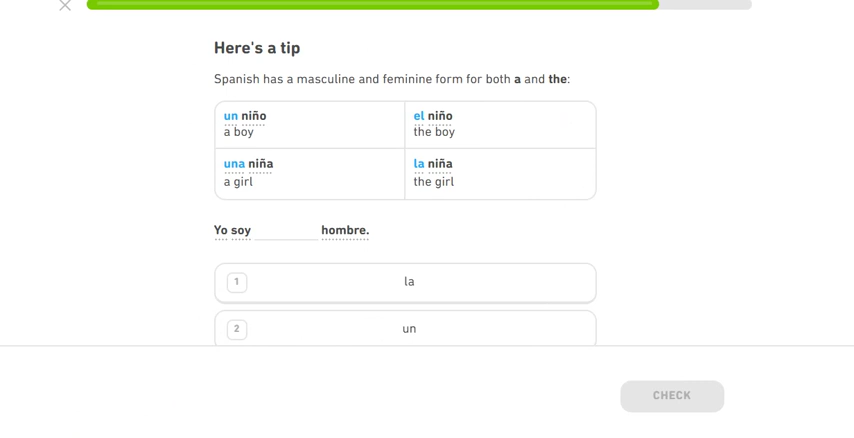 Here's a tip
Spanish has a masculine and feminine form for both a and the:
un niño
a boy
el niño
the boy
una niña
a girl
la niña
the girl
Yo soy ________ hombre.
1 la
2 un
CHECK